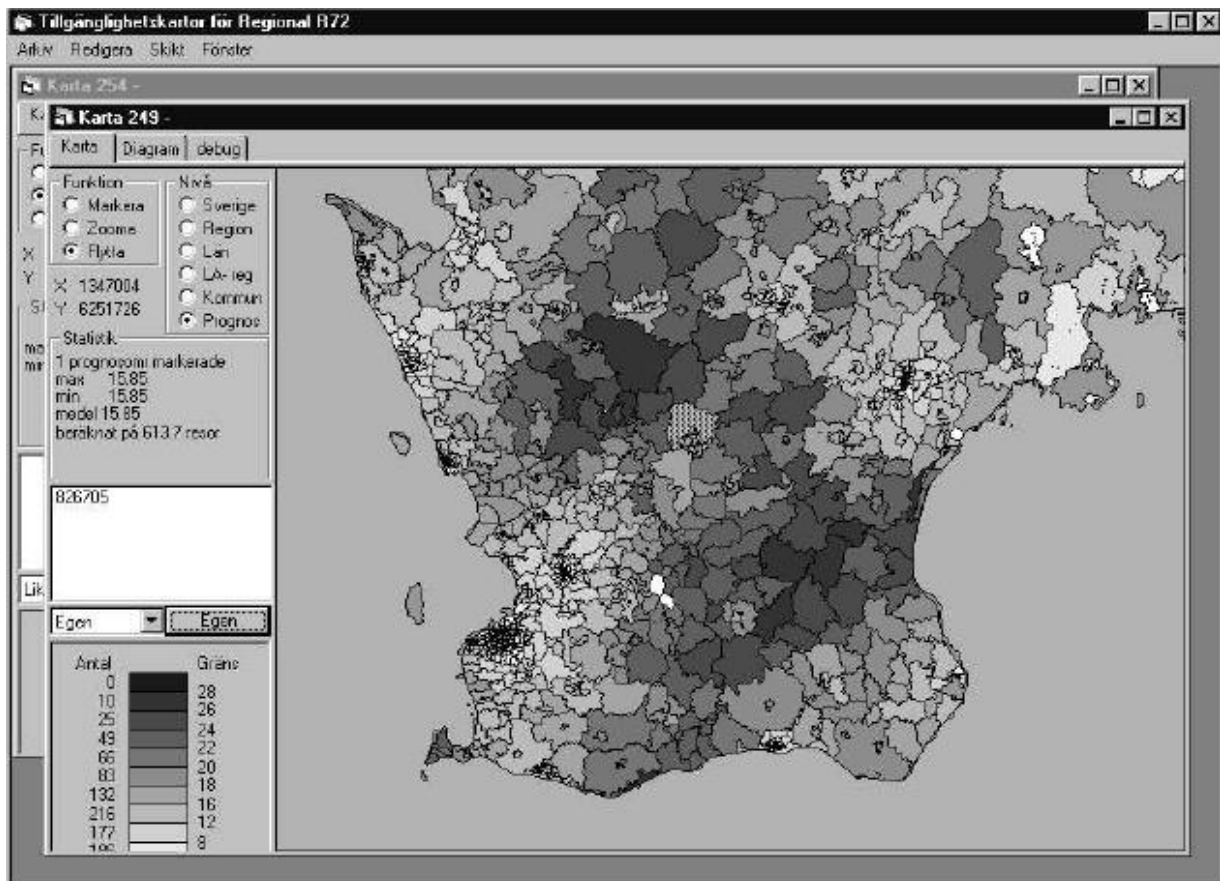 Tillgänglighetskartor för Regional R72
Arkiv Redigera Skikt Fönster
Karta 254 -
Karta 249 -
Karta Diagram debug
Funktion
Markera
Zooma
Flytta
Nivå
Sverige
Region
Län
LA-reg
Kommun
Prognos
X 1347004
Y 6251726
Statistik
1 prognosomr markerade
max 15.85
min 15.85
medel 15.85
beräknat på 613.7 resor
826705
Egen Egen
Antal Gräns
0
28
10
26
25
24
49
22
66
20
83
18
132
16
216
12
177
8